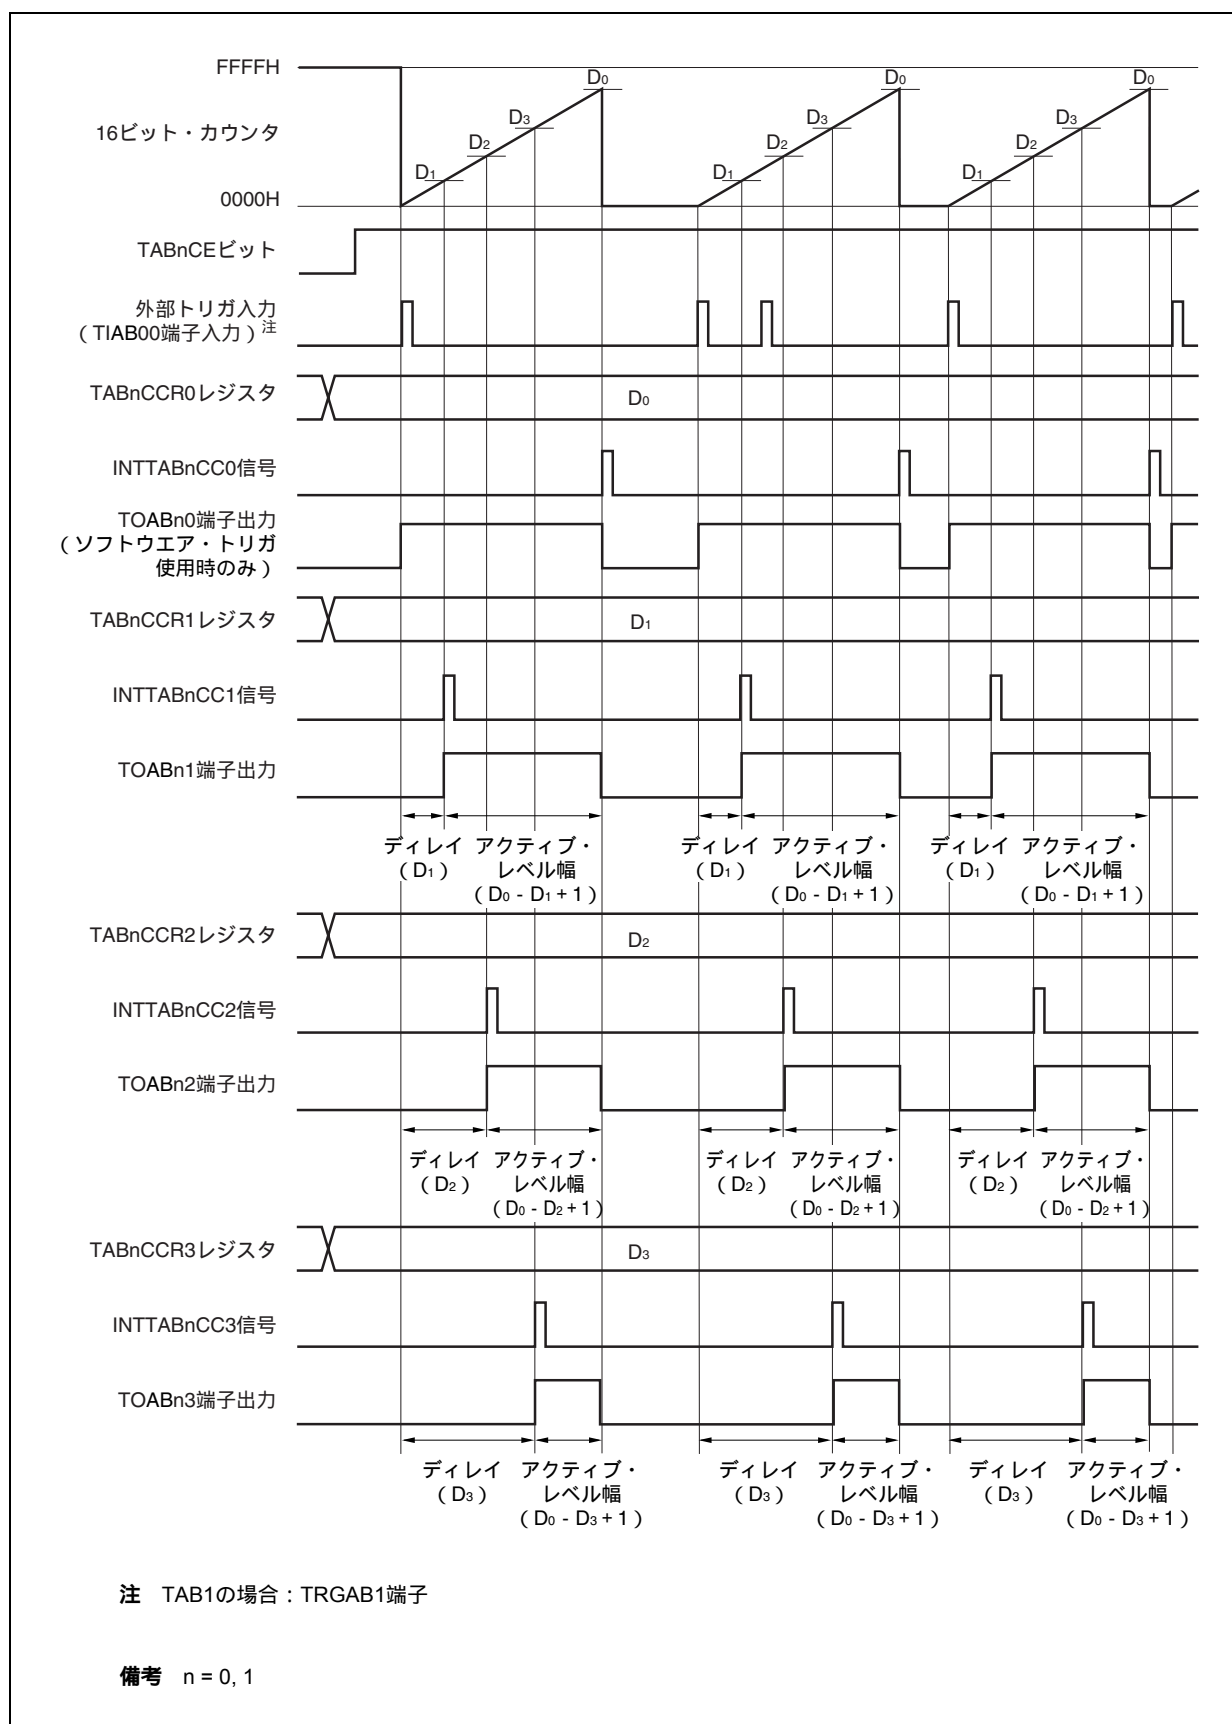 FFFFH
D0 D0 D0
16ビット・カウンタ
D3 D3 D3
D2 D2 D2
D1 D1 D1
0000H
TABnCEビット
外部トリガ入力
(TIAB00端子入力)注
TABnCCR0レジスタ
D0
INTTABnCC0信号
TOABn0端子出力
(ソフトウエア・トリガ
使用時のみ)
TABnCCR1レジスタ
D1
INTTABnCC1信号
TOABn1端子出力
ディレイ アクティブ・ ディレイ アクティブ・ ディレイ アクティブ・
(D1) レベル幅 (D1) レベル幅 (D1) レベル幅
(D0 - D1 + 1) (D0 - D1 + 1) (D0 - D1 + 1)
TABnCCR2レジスタ
D2
INTTABnCC2信号
TOABn2端子出力
ディレイ アクティブ・ ディレイ アクティブ・ ディレイ アクティブ・
(D2) レベル幅 (D2) レベル幅 (D2) レベル幅
(D0 - D2 + 1) (D0 - D2 + 1) (D0 - D2 + 1)
TABnCCR3レジスタ
D3
INTTABnCC3信号
TOABn3端子出力
ディレイ アクティブ・ ディレイ アクティブ・ ディレイ アクティブ・
(D3) レベル幅 (D3) レベル幅 (D3) レベル幅
(D0 - D3 + 1) (D0 - D3 + 1) (D0 - D3 + 1)
注 TAB1の場合:TRGAB1端子
備考 n = 0, 1